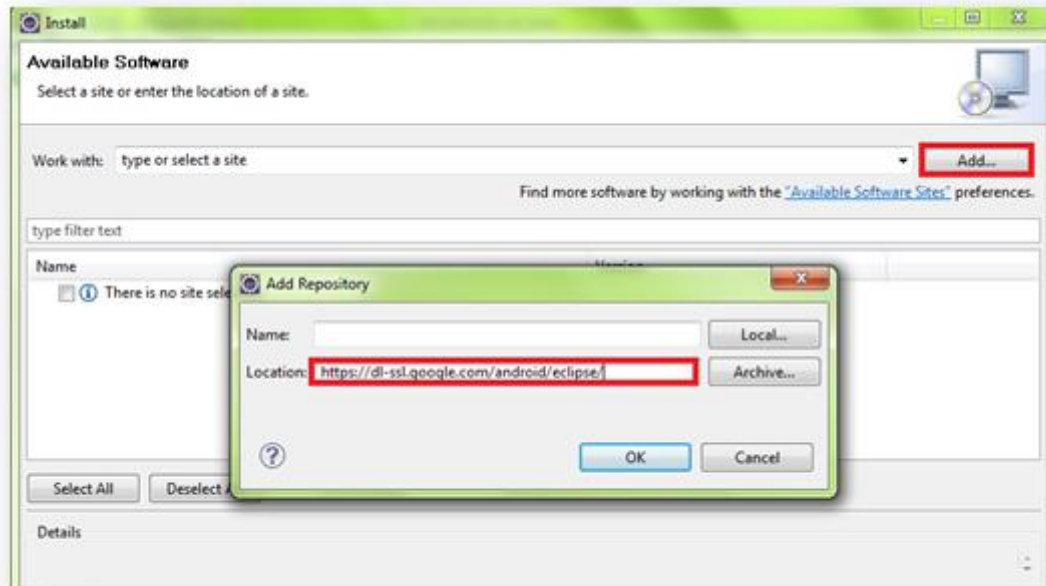 Install
Available Software
Select a site or enter the location of a site.
Work with: type or select a site Add...
Find more software by working with the "Available Software Sites" preferences.
type filter text
Name Version
There is no site sele
Add Repository
Name: Local...
Location: https://dl-ssl.google.com/android/eclipse/ Archive...
? OK Cancel
Select All Deselect
Details